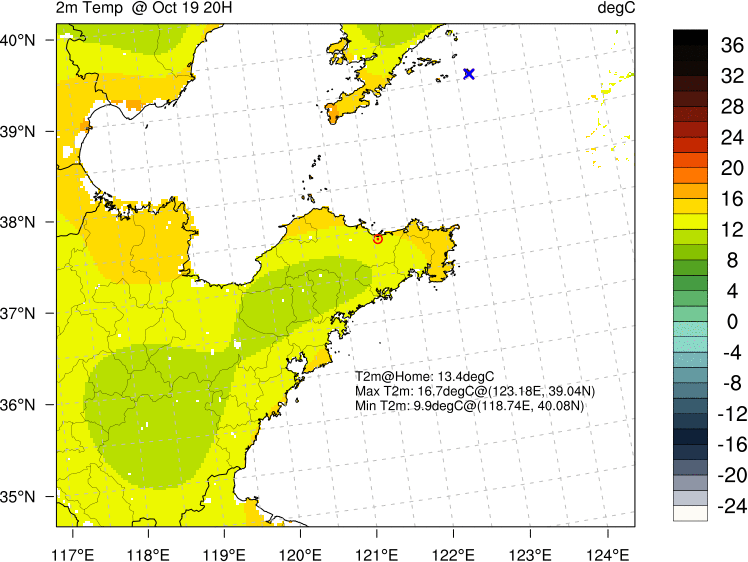 2m Temp @ Oct 19 20H degC
40°N
39°N
38°N
37°N
36°N
35°N
117°E 118°E 119°E 120°E 121°E 122°E 123°E 124°E
T2m@Home: 13.4degC
Max T2m: 16.7degC@(123.18E, 39.04N)
Min T2m: 9.9degC@(118.74E, 40.08N)
36
32
28
24
20
16
12
8
4
0
-4
-8
-12
-16
-20
-24